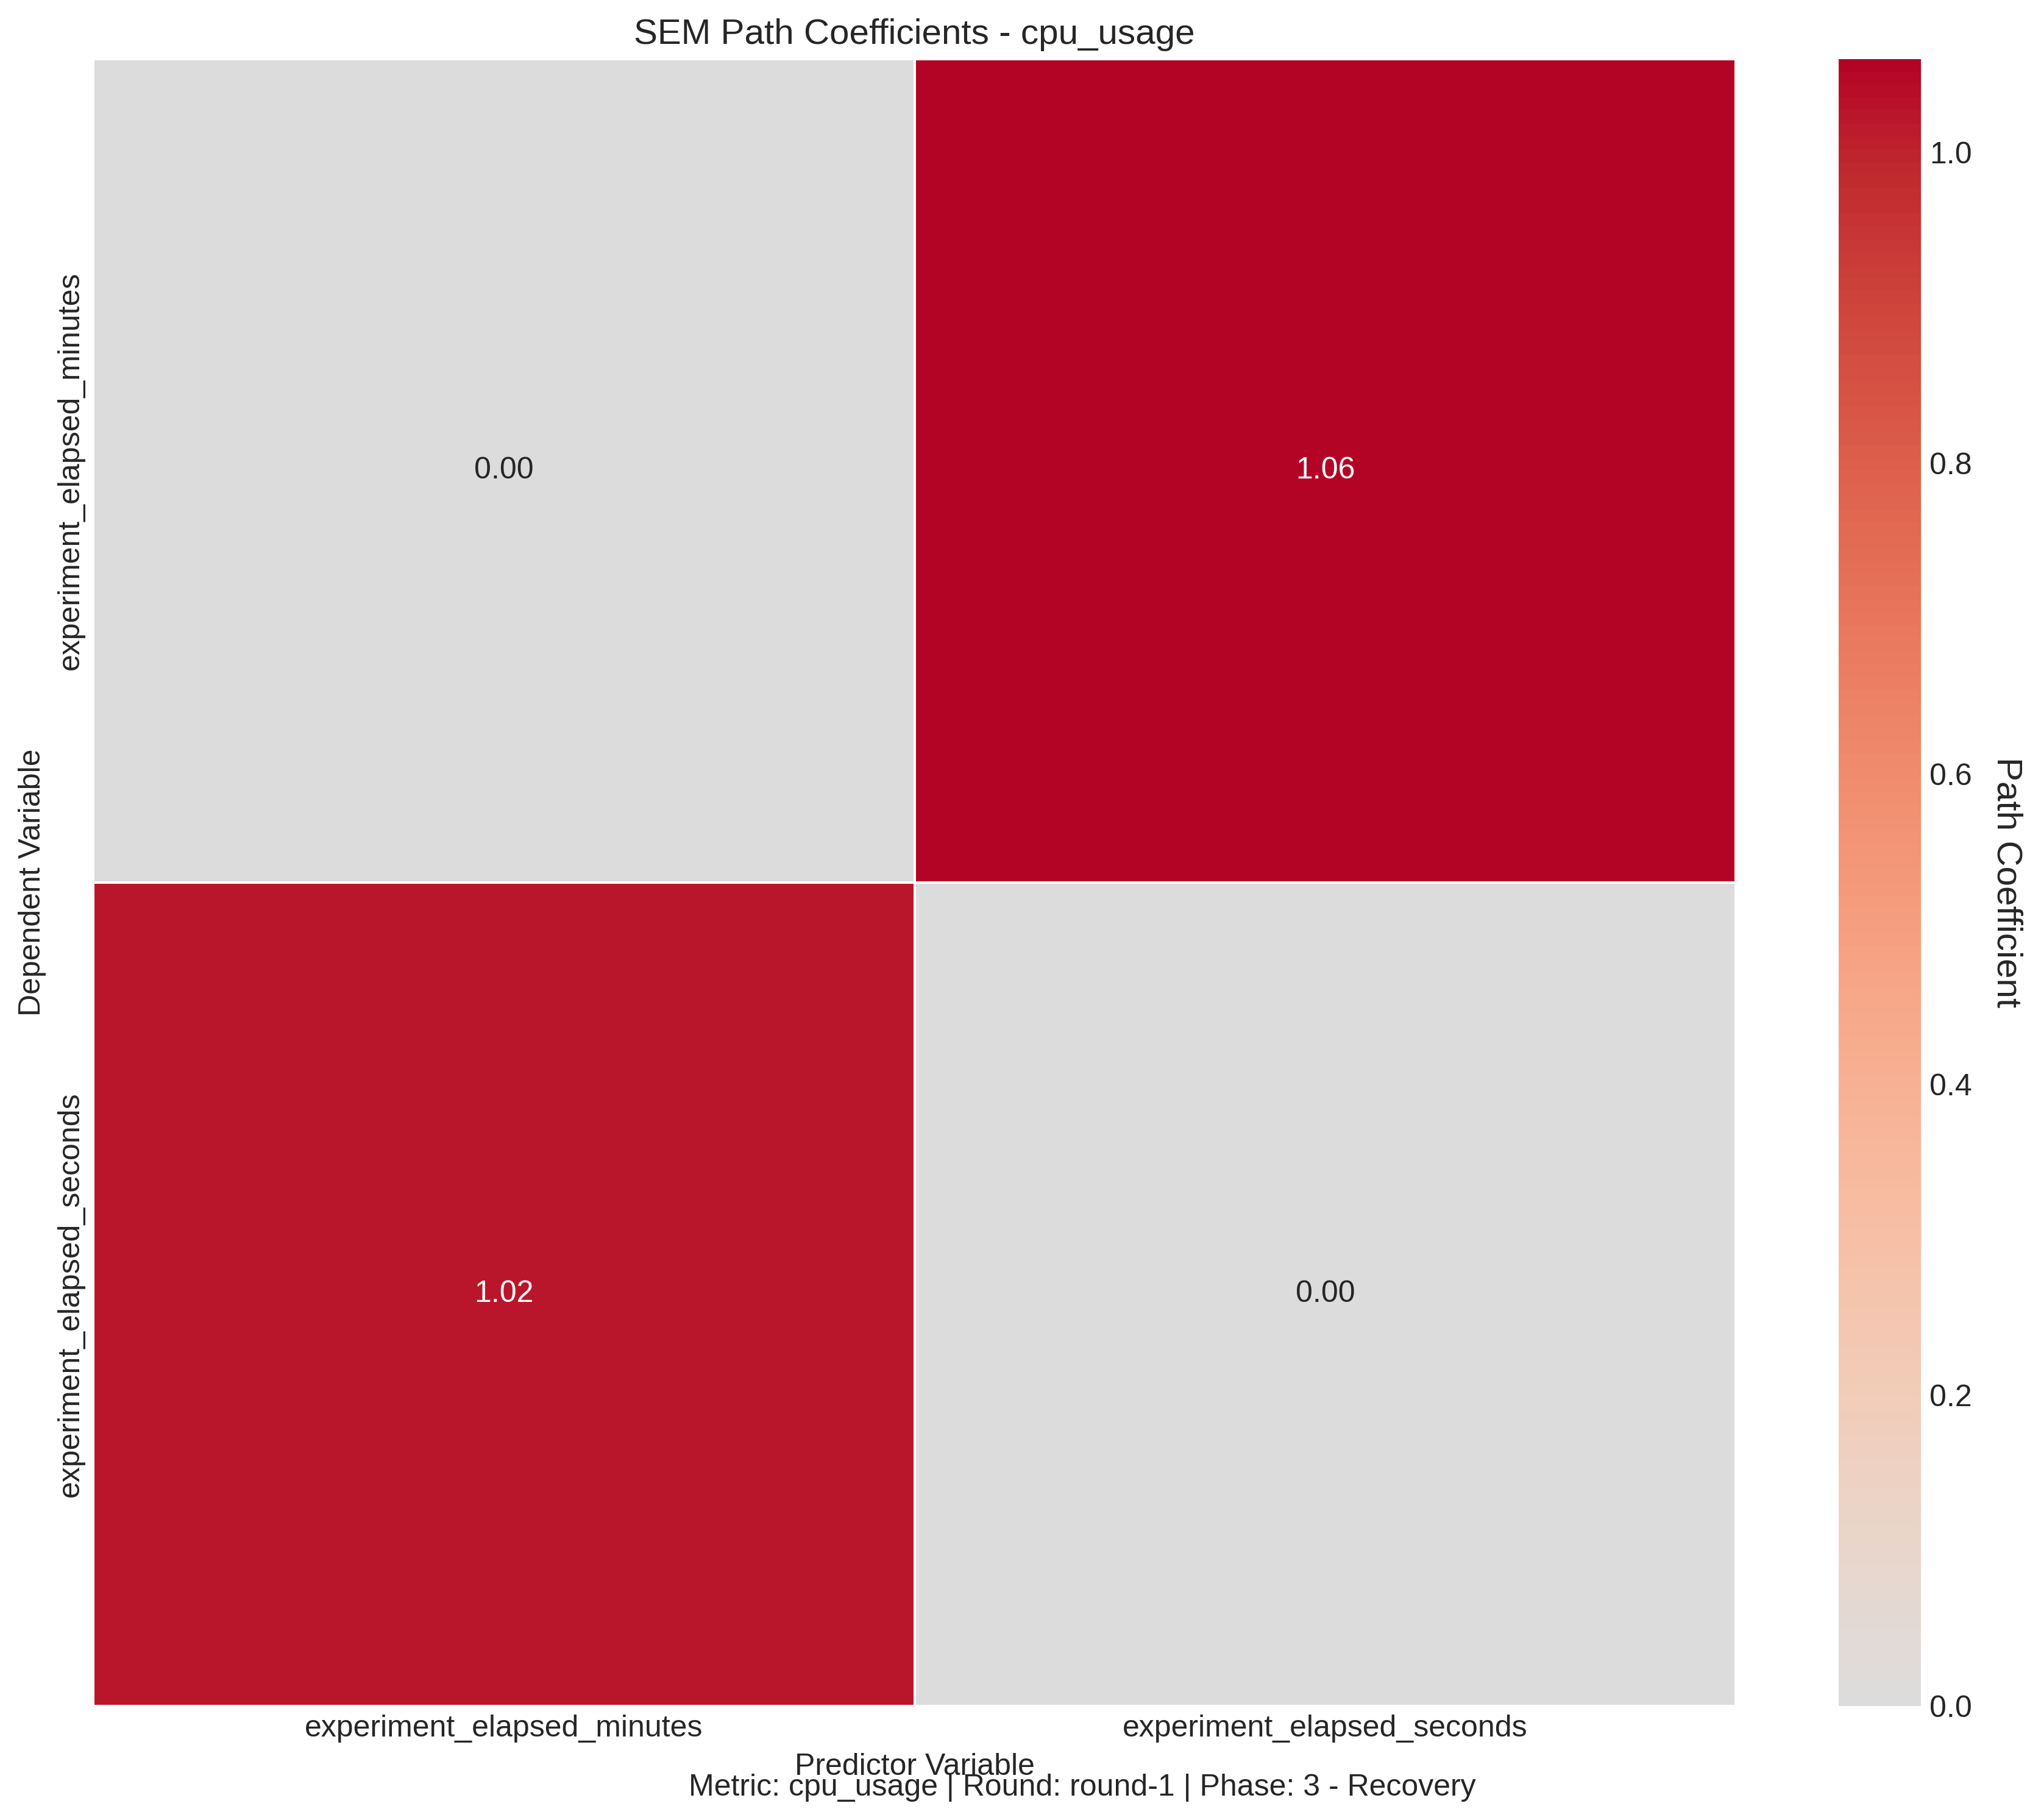 SEM Path Coefficients - cpu_usage
experiment_elapsed_minutes
0.00
1.06
experiment_elapsed_seconds
1.02
0.00
Dependent Variable
experiment_elapsed_minutes
experiment_elapsed_seconds
Predictor Variable
Metric: cpu_usage | Round: round-1 | Phase: 3 - Recovery
1.0
0.8
0.6
0.4
0.2
0.0
Path Coefficient